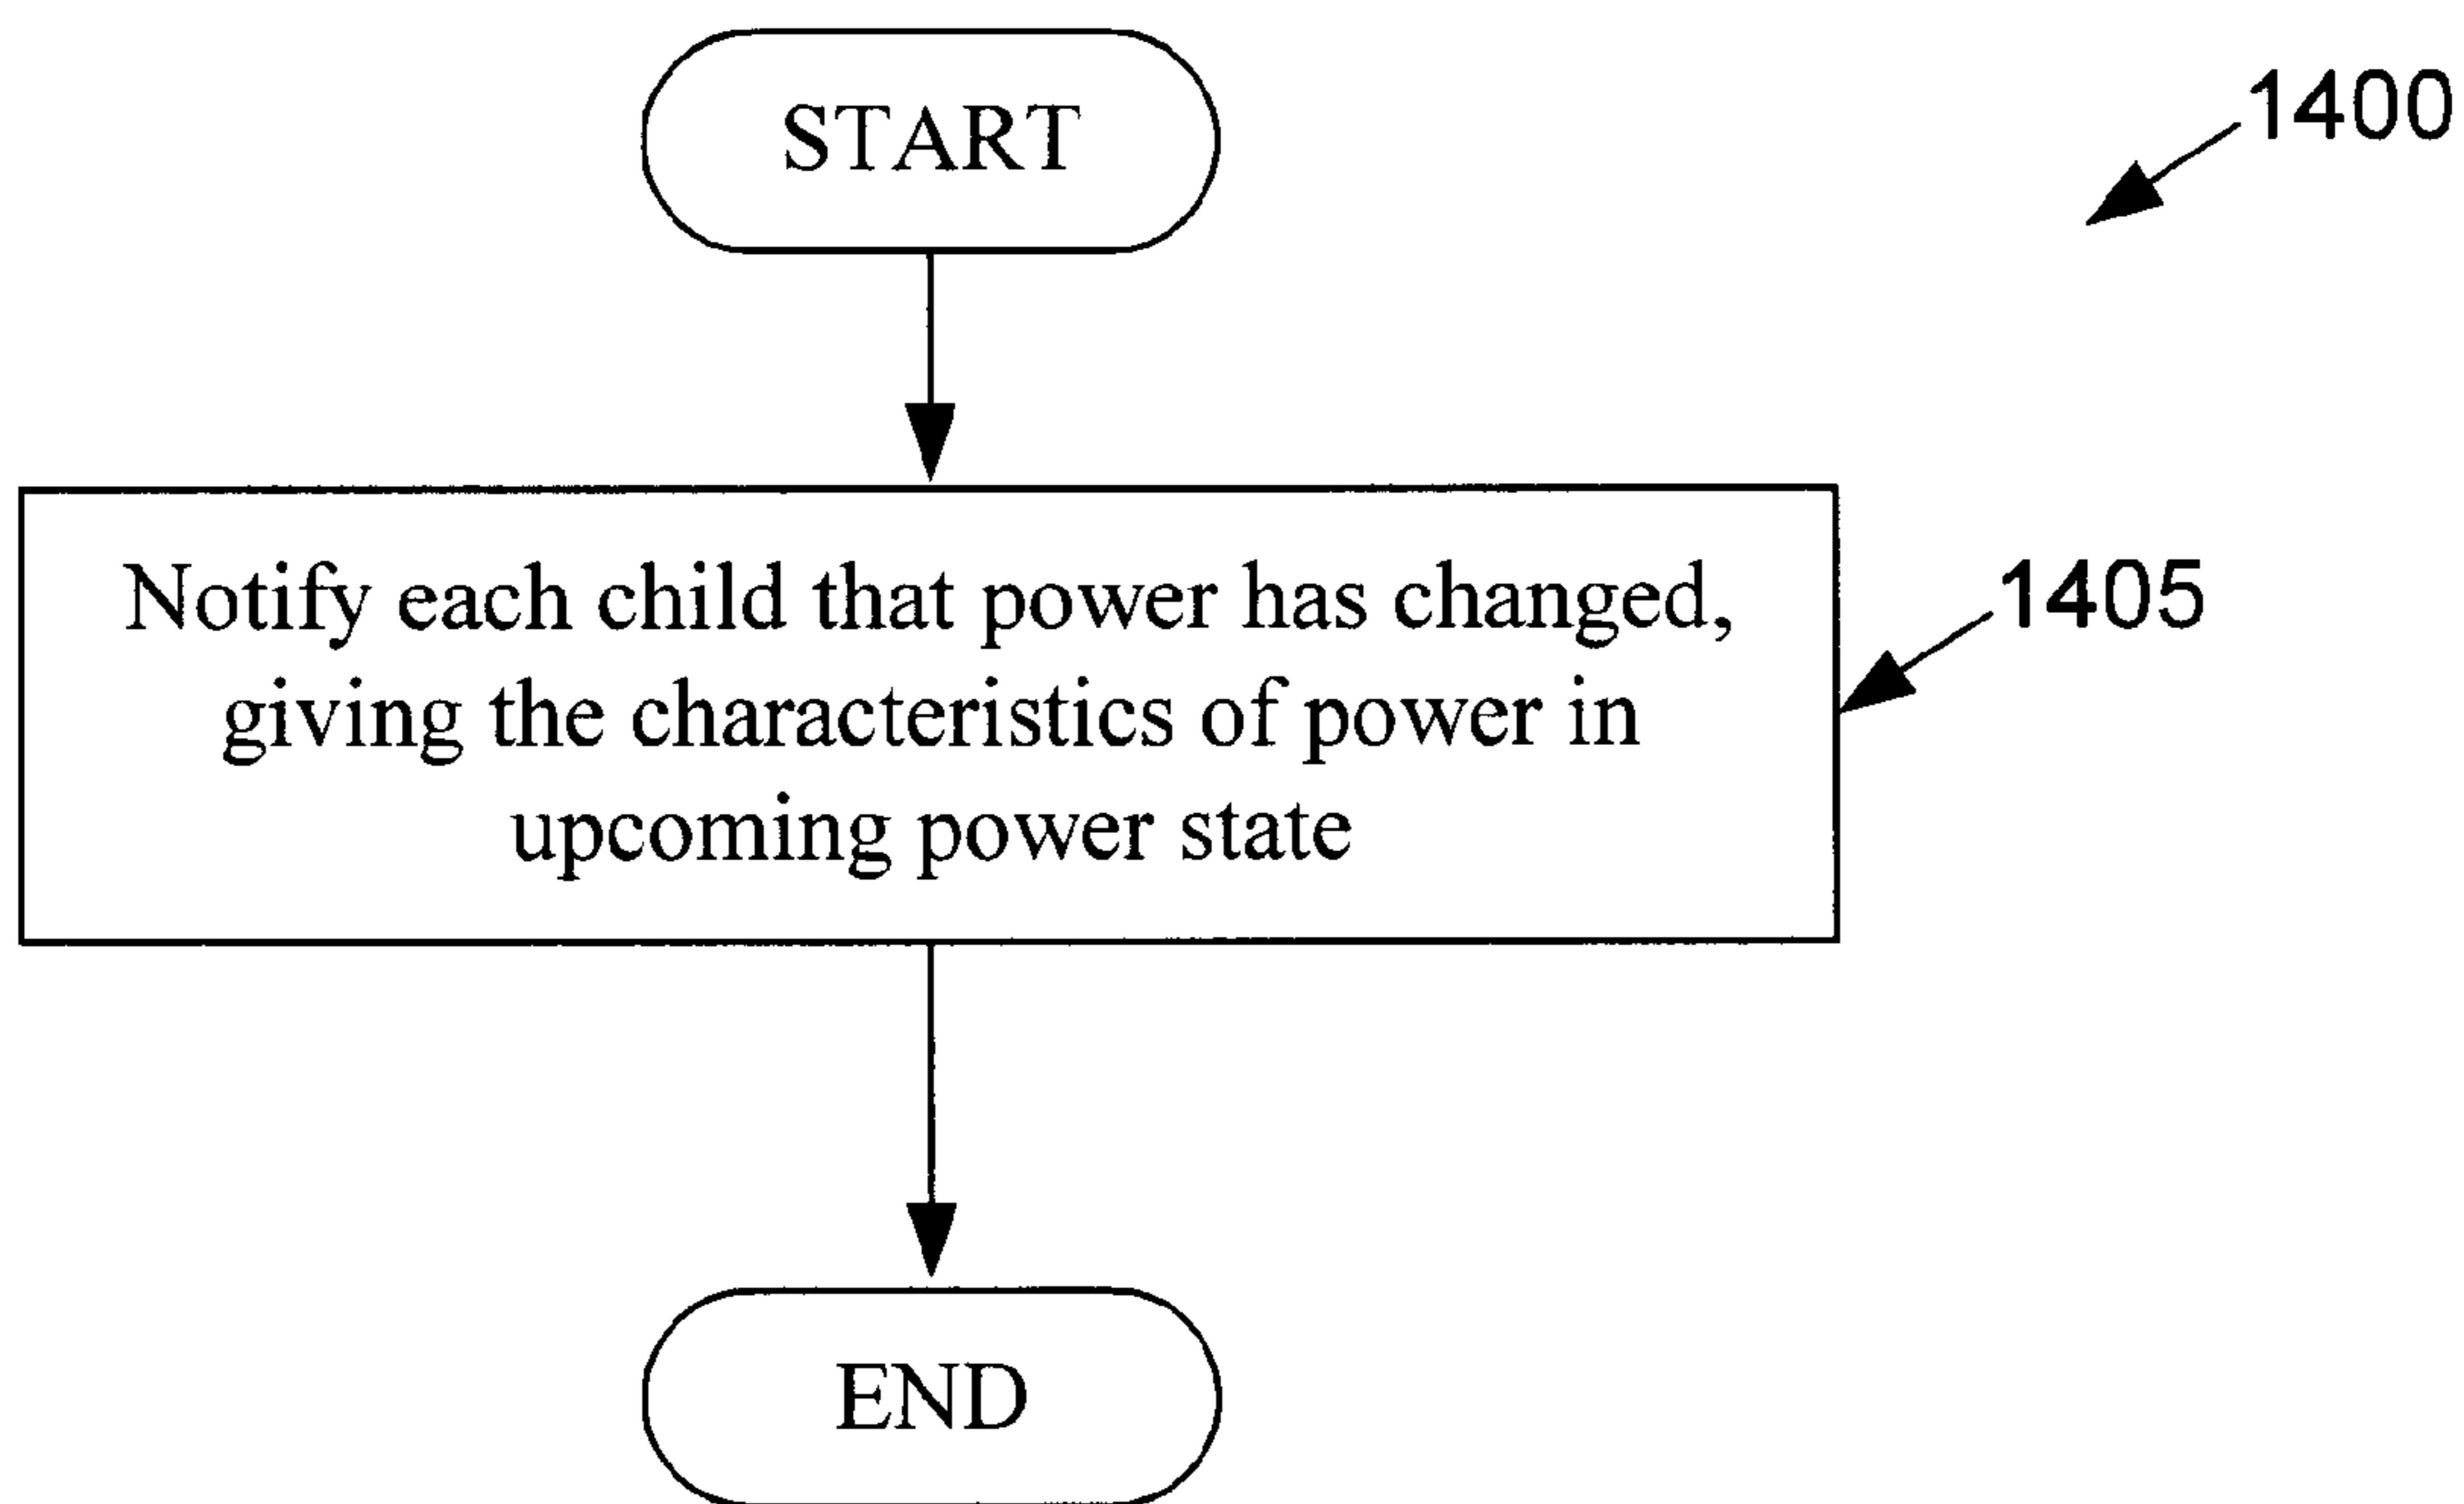 START
1400
Notify each child that power has changed,
giving the characteristics of power in
upcoming power state
1405
END